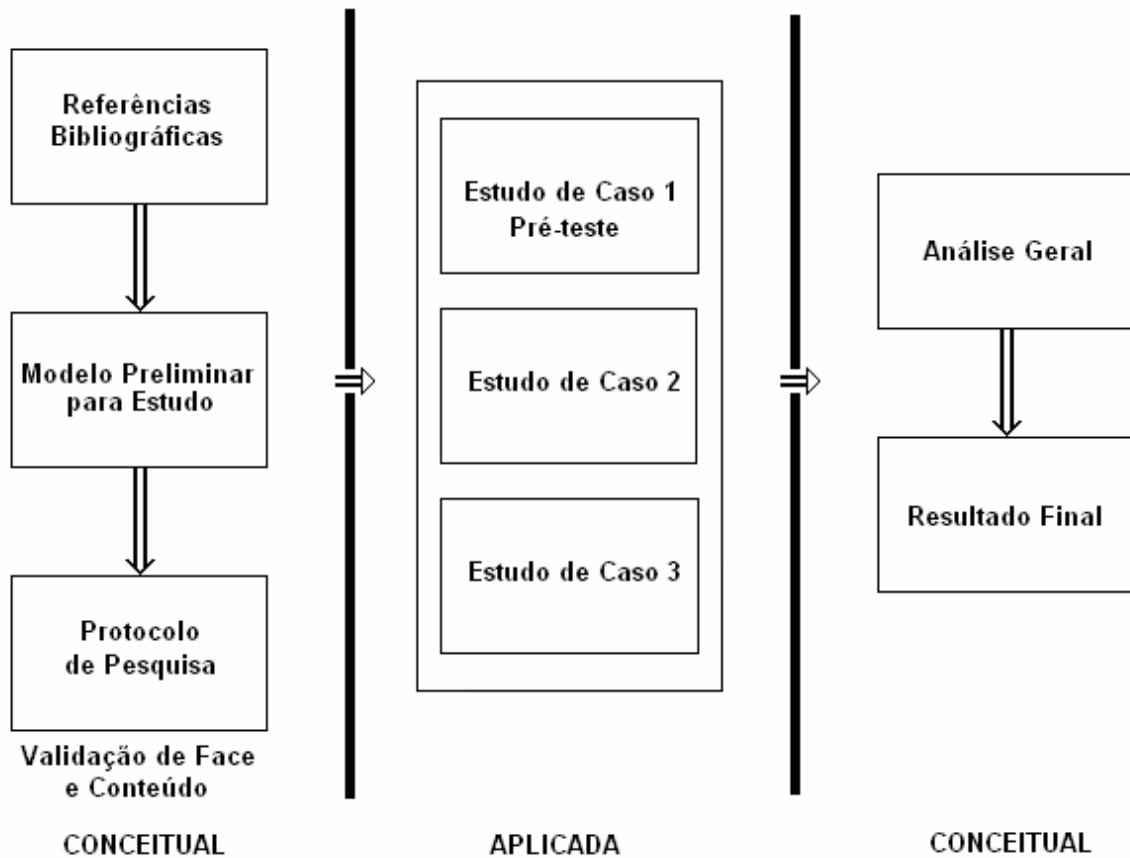 Referências
Bibliográficas
Modelo Preliminar
para Estudo
Protocolo
de Pesquisa
Validação de Face
e Conteúdo
CONCEITUAL
Estudo de Caso 1
Pré-teste
Estudo de Caso 2
Estudo de Caso 3
APLICADA
Análise Geral
Resultado Final
CONCEITUAL